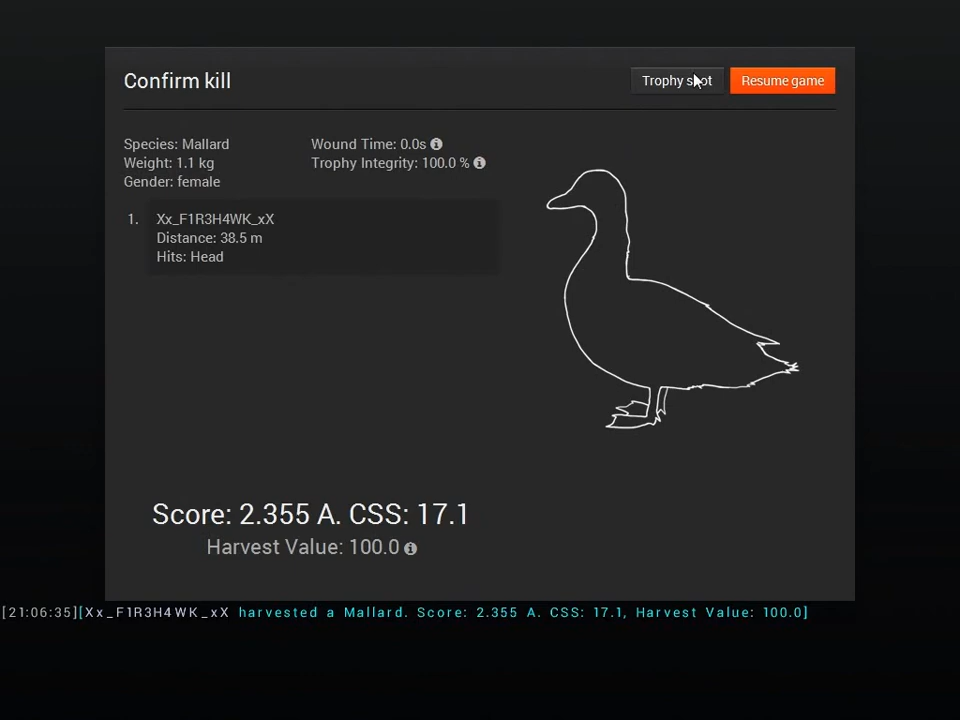 Confirm kill
Trophy shot
Resume game
Species: Mallard
Weight: 1.1 kg
Gender: female
Wound Time: 0.0s
Trophy Integrity: 100.0 %
1. Xx_F1R3H4WK_xX
Distance: 38.5 m
Hits: Head
Score: 2.355 A. CSS: 17.1
Harvest Value: 100.0
[21:06:35][Xx_F1R3H4WK_xX harvested a Mallard. Score: 2.355 A. CSS: 17.1, Harvest Value: 100.0]